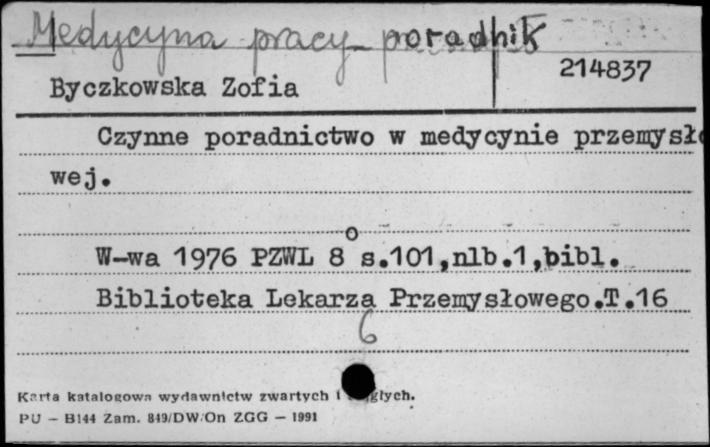 Medycyna pracy - poradnik
214837
Byczkowska Zofia
Czynne poradnictwo w medycynie przemysło
wej.
W-wa 1976 PZWL 8° s.101,nlb.1,bibl.
Biblioteka Lekarza Przemysłowego.T.16
6
Karta katalogowa wydawnictw zwartych i ciągłych.
PU - B144 Zam. 849/DW/On ZGG - 1991